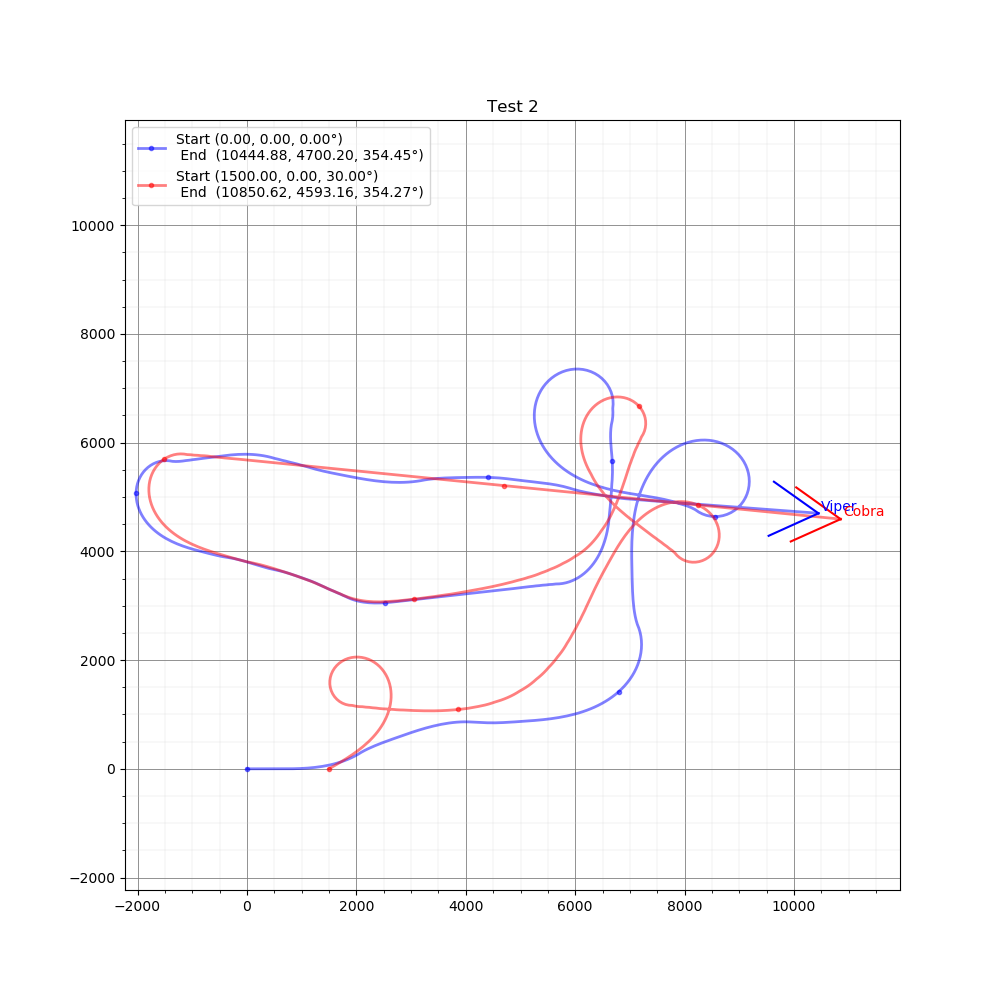 Test 2
Start (0.00, 0.00, 0.00°)
End  (10444.88, 4700.20, 354.45°)
Start (1500.00, 0.00, 30.00°)
End  (10850.62, 4593.16, 354.27°)
10000
8000
6000
4000
2000
0
−2000
Viper
Cobra
−2000 0 2000 4000 6000 8000 10000